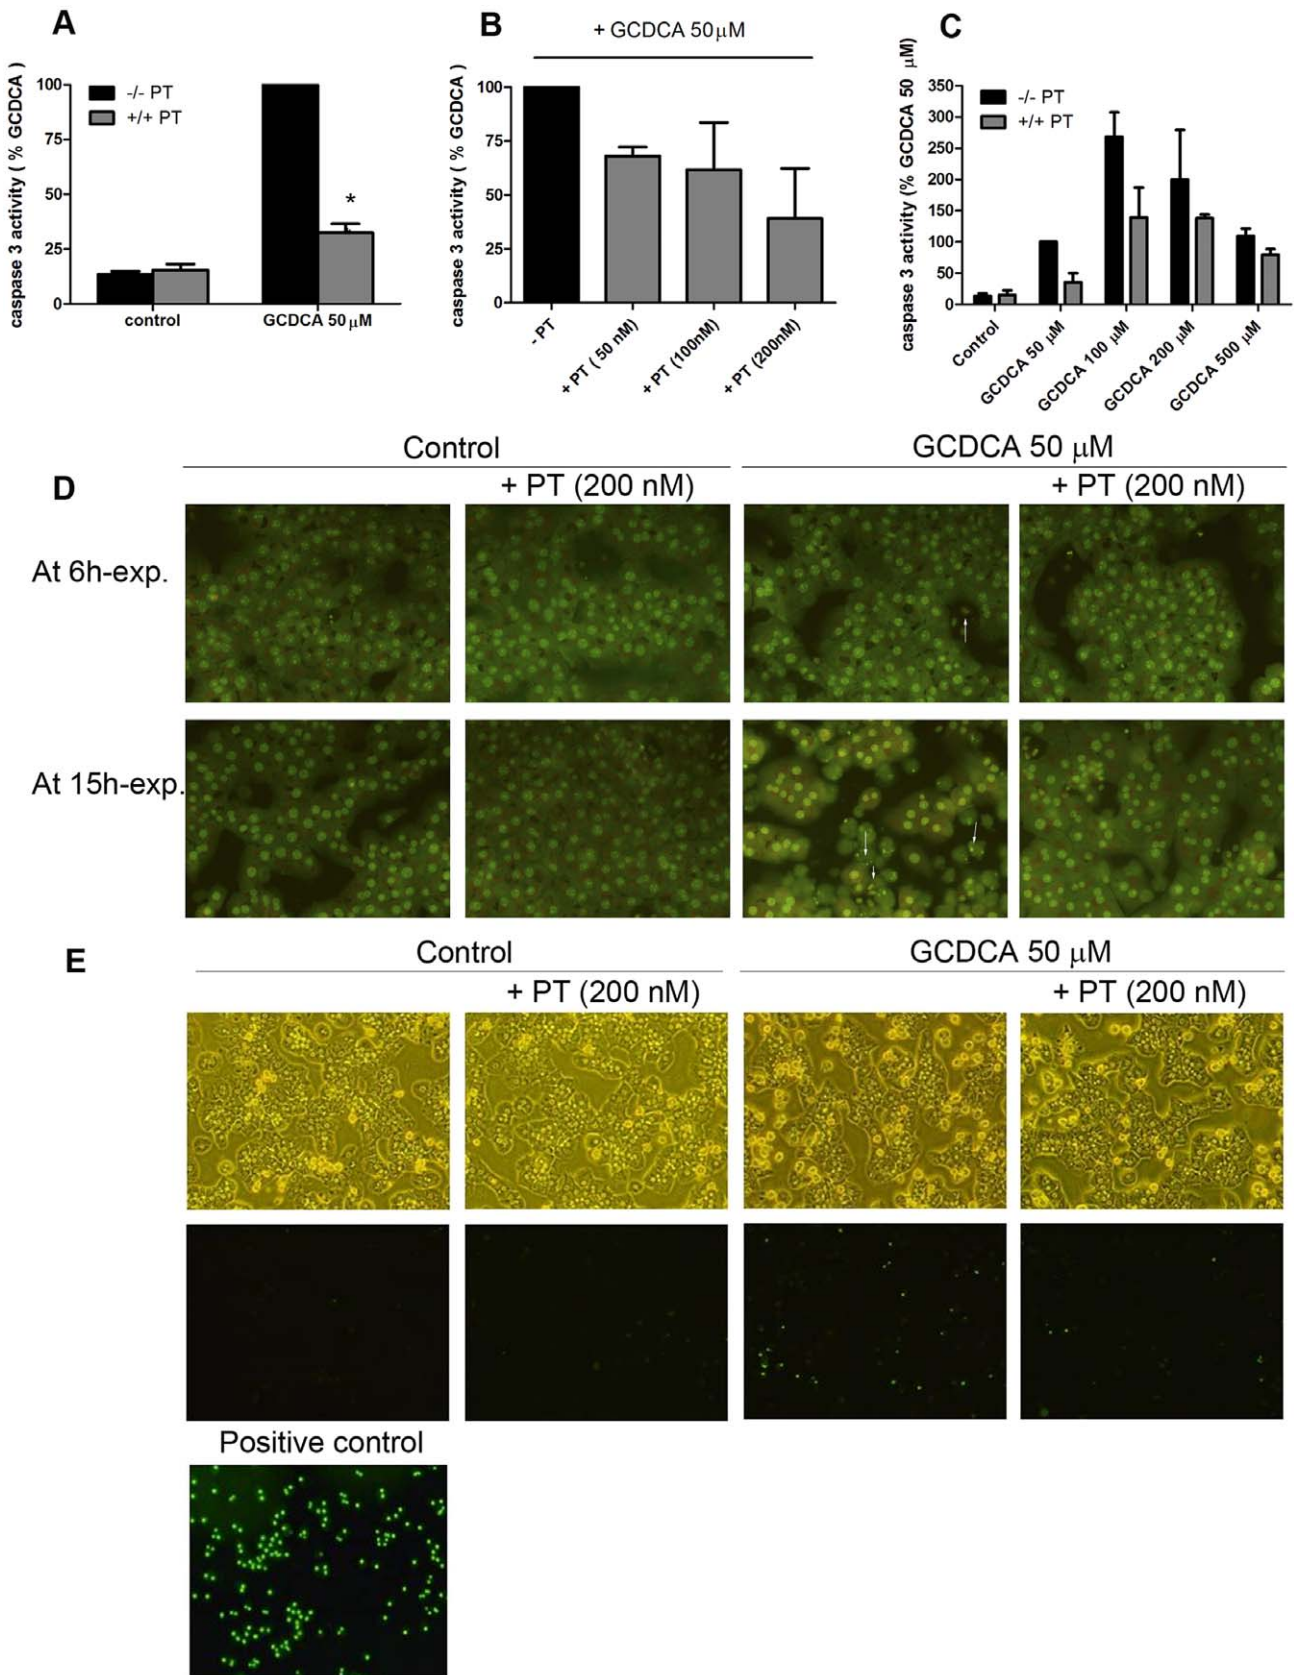 A
caspase 3 activity ( % GCDCA )
100
75
50
25
0
-/- PT
+/+ PT
*
control
GCDCA 50 μM
B
+ GCDCA 50μM
caspase 3 activity ( % GCDCA )
100
75
50
25
0
- PT
+ PT ( 50 nM)
+ PT (100nM)
+ PT (200nM)
C
caspase 3 activity (% GCDCA 50 μM)
350
300
250
200
150
100
50
0
-/- PT
+/+ PT
Control
GCDCA 50 μM
GCDCA 100 μM
GCDCA 200 μM
GCDCA 500 μM
D
Control
GCDCA 50 μM
+ PT (200 nM)
+ PT (200 nM)
At 6h-exp.
At 15h-exp.
E
Control
GCDCA 50 μM
+ PT (200 nM)
+ PT (200 nM)
Positive control